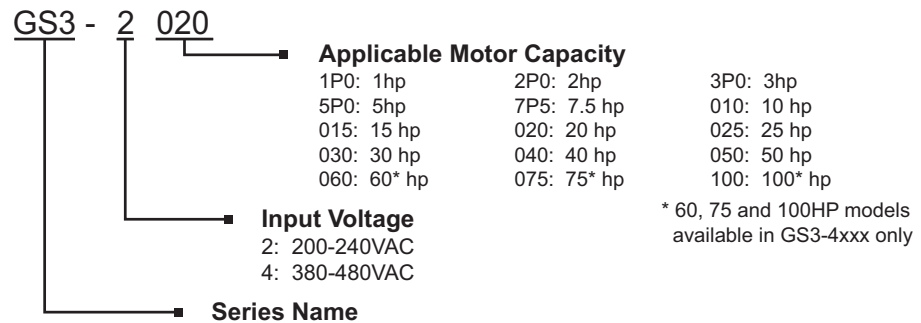 GS3 - 2 020
Applicable Motor Capacity
1P0: 1hp 2P0: 2hp 3P0: 3hp
5P0: 5hp 7P5: 7.5 hp 010: 10 hp
015: 15 hp 020: 20 hp 025: 25 hp
030: 30 hp 040: 40 hp 050: 50 hp
060: 60* hp 075: 75* hp 100: 100* hp
* 60, 75 and 100HP models
available in GS3-4xxx only
Input Voltage
2: 200-240VAC
4: 380-480VAC
Series Name